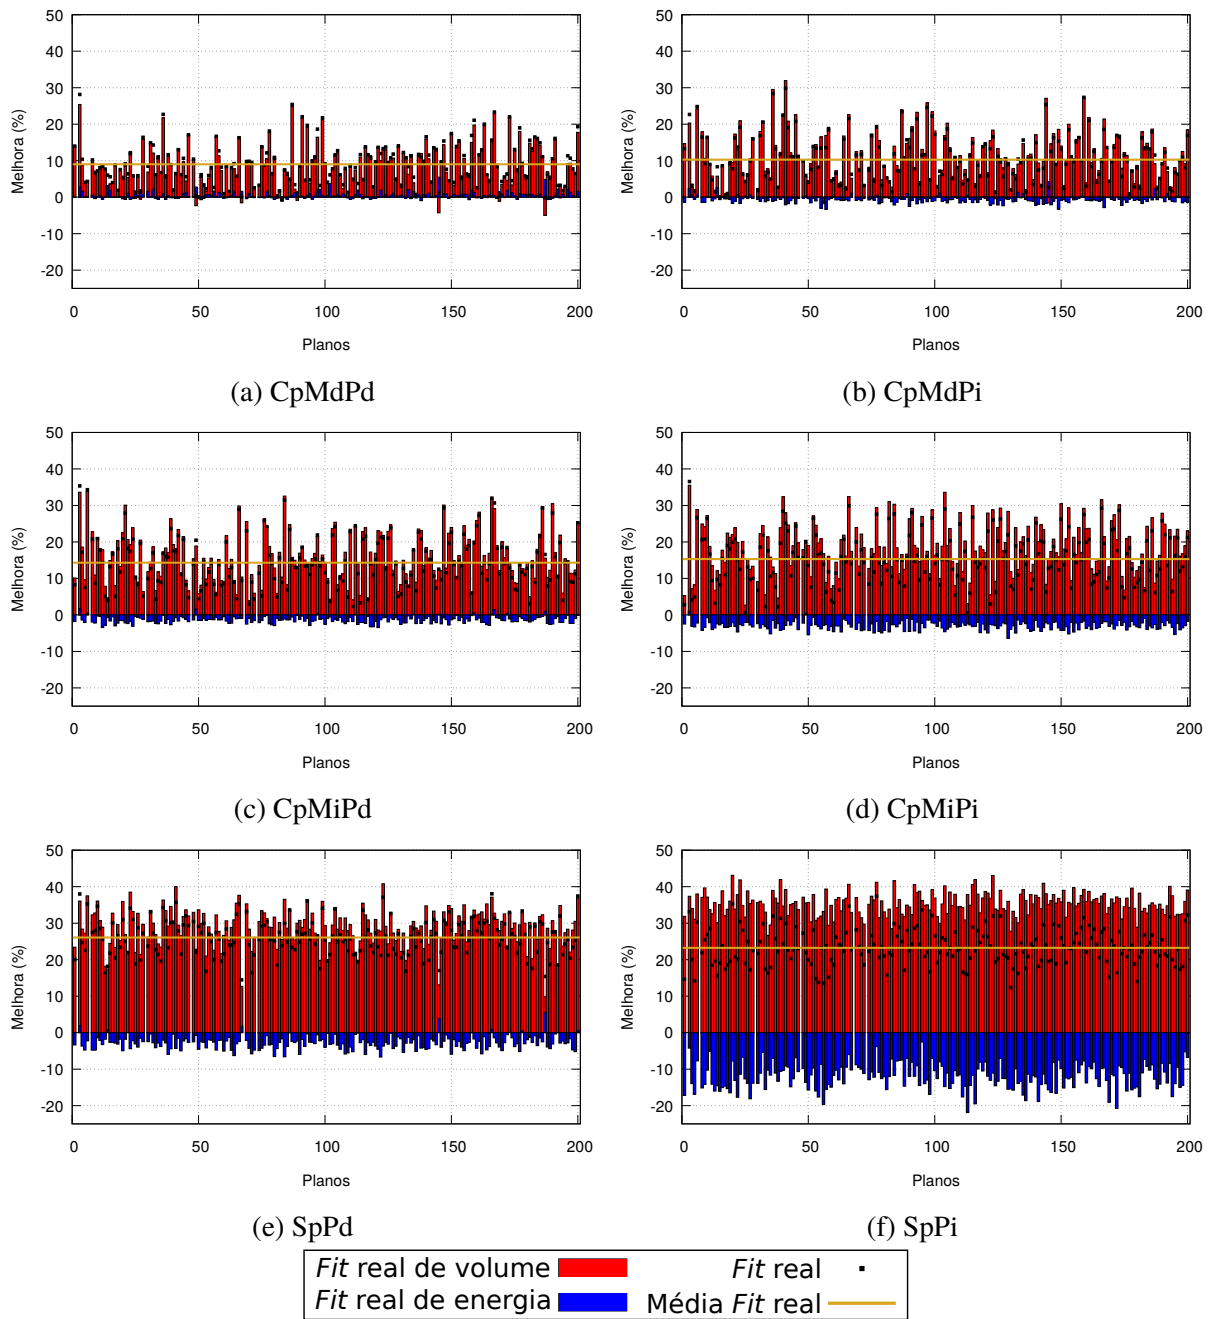 50
40
30
20
10
0
-10
-20
Melhora (%)
0 50 100 150 200
Planos
(a) CpMdPd
50
40
30
20
10
0
-10
-20
Melhora (%)
0 50 100 150 200
Planos
(b) CpMdPi
50
40
30
20
10
0
-10
-20
Melhora (%)
0 50 100 150 200
Planos
(c) CpMiPd
50
40
30
20
10
0
-10
-20
Melhora (%)
0 50 100 150 200
Planos
(d) CpMiPi
50
40
30
20
10
0
-10
-20
Melhora (%)
0 50 100 150 200
Planos
(e) SpPd
50
40
30
20
10
0
-10
-20
Melhora (%)
0 50 100 150 200
Planos
(f) SpPi
Fit real de volume
Fit real
Fit real de energia
Média Fit real